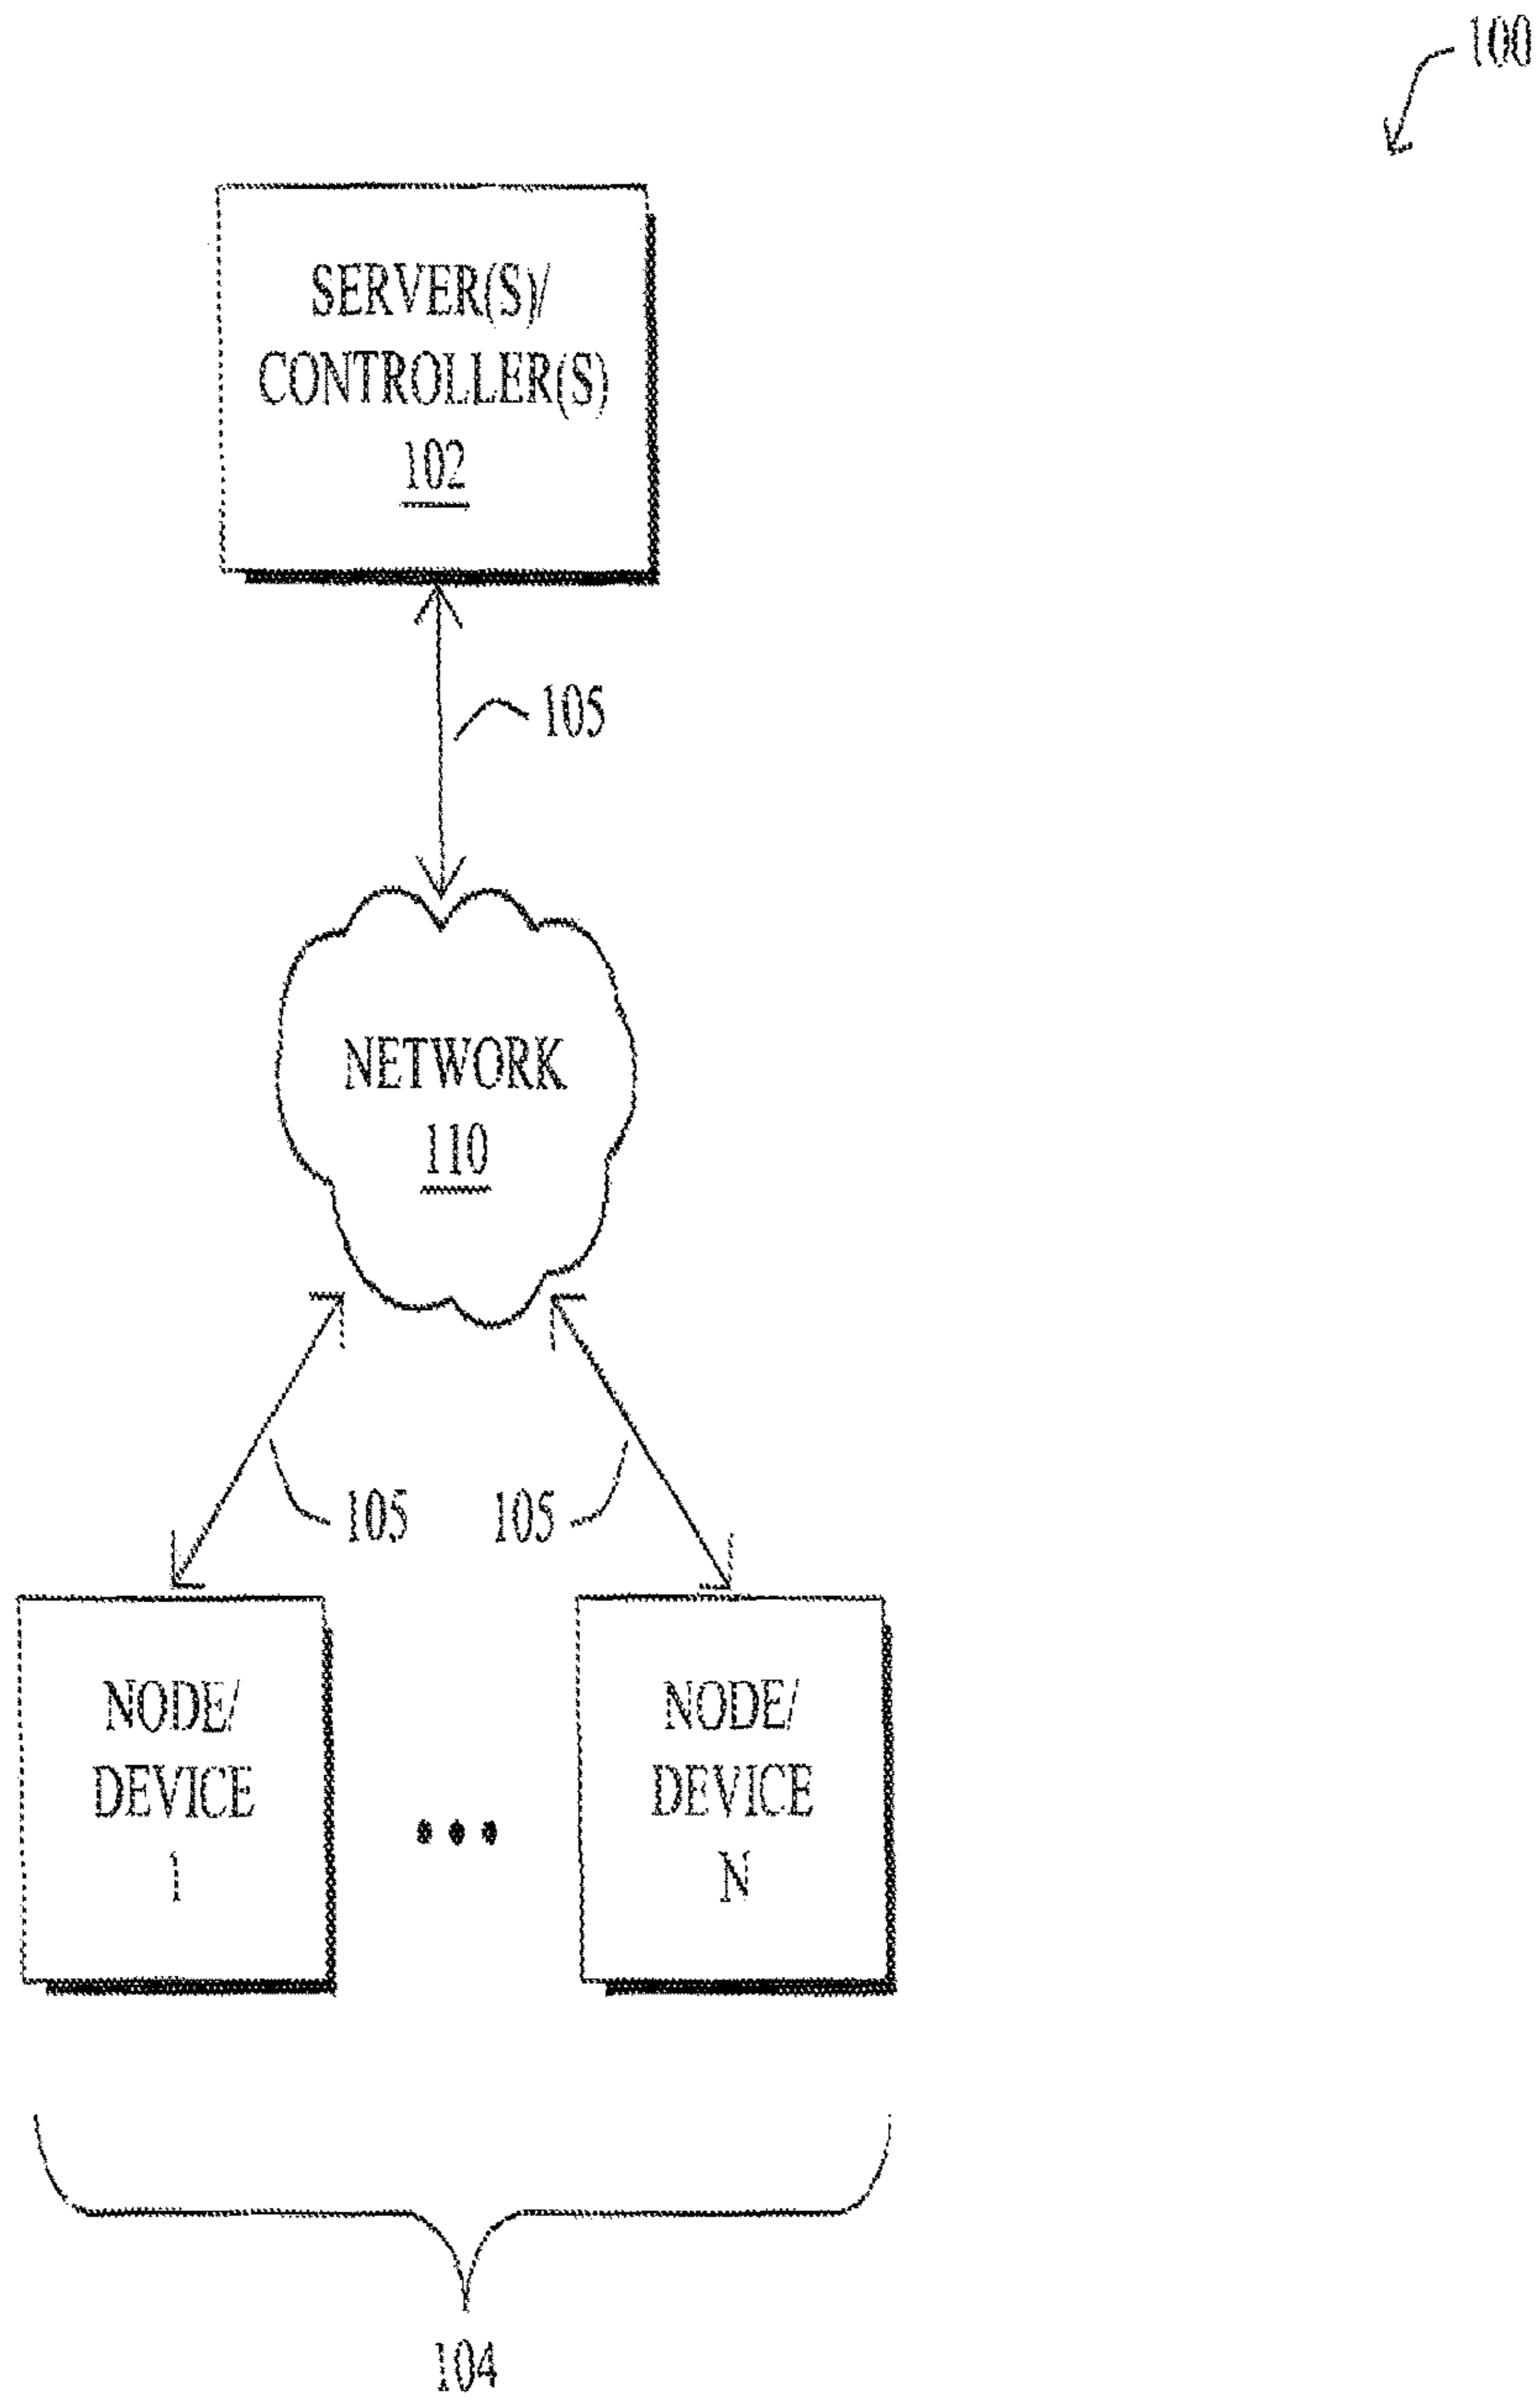 100
SERVER(S)/
CONTROLLER(S)
102
105
NETWORK
110
105
105
NODE/
DEVICE
1
NODE/
DEVICE
N
104